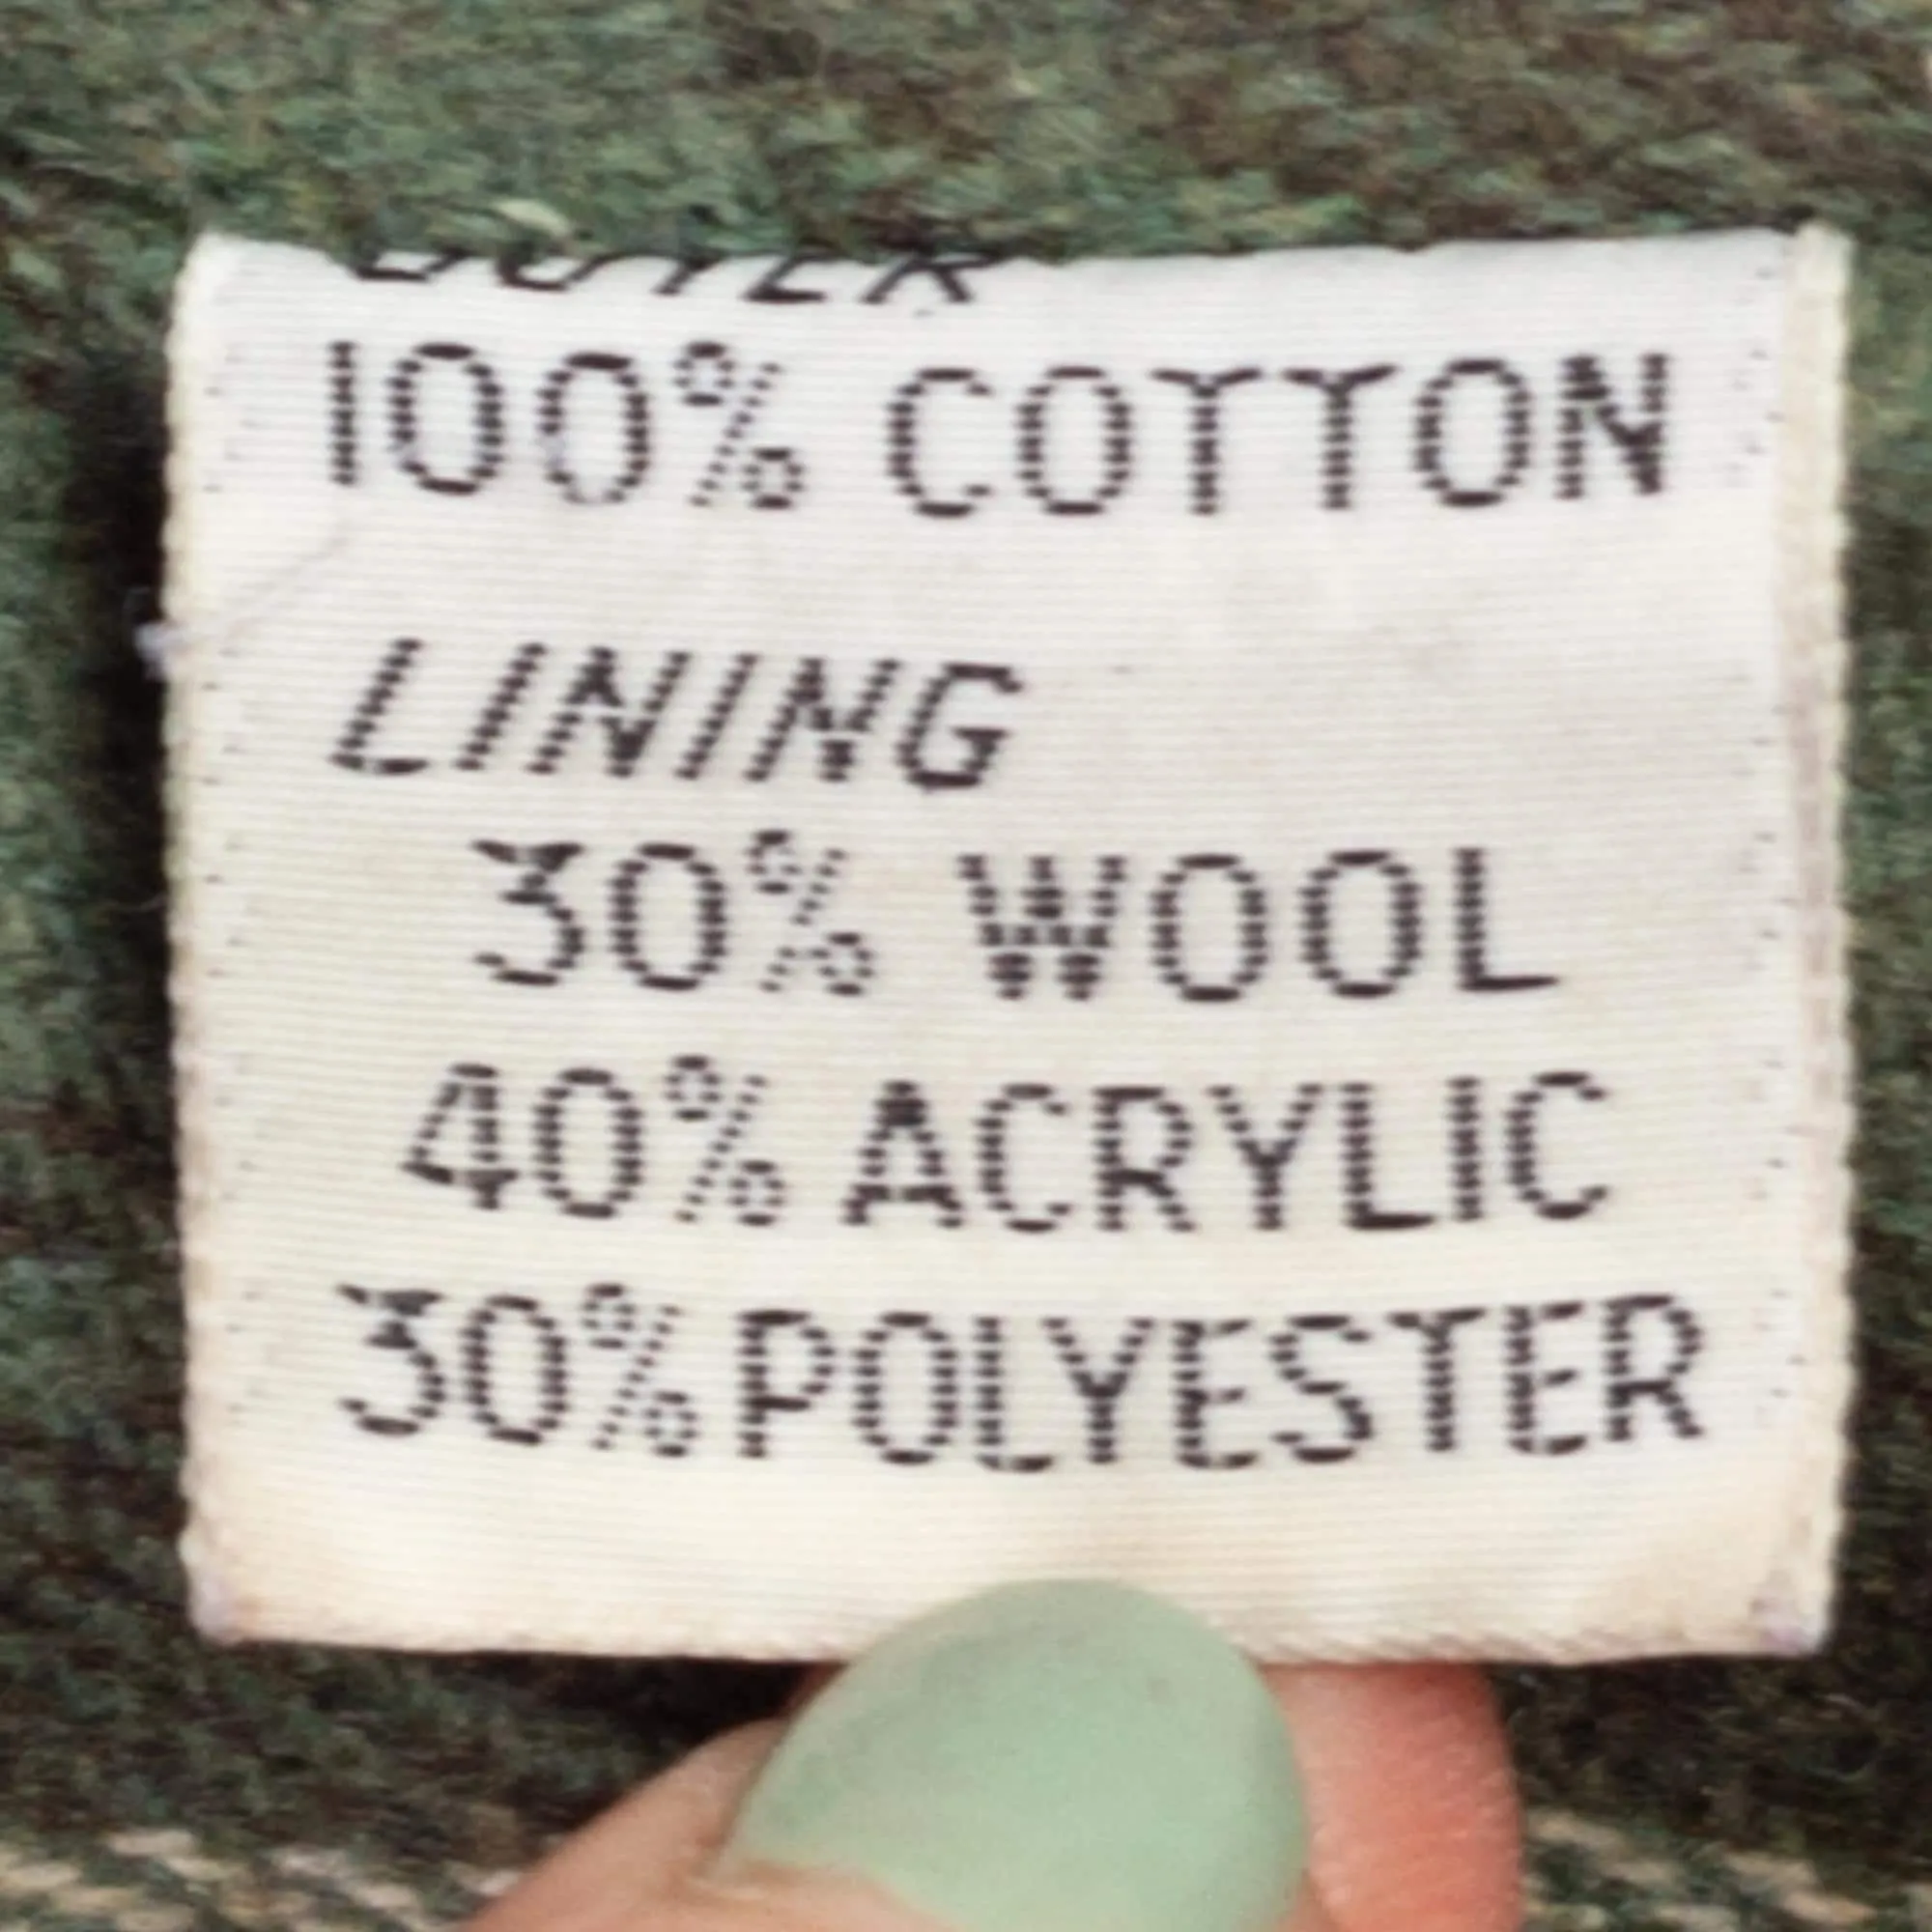 100% COTTON
LINING
30% WOOL
40% ACRYLIC
30% POLYESTER